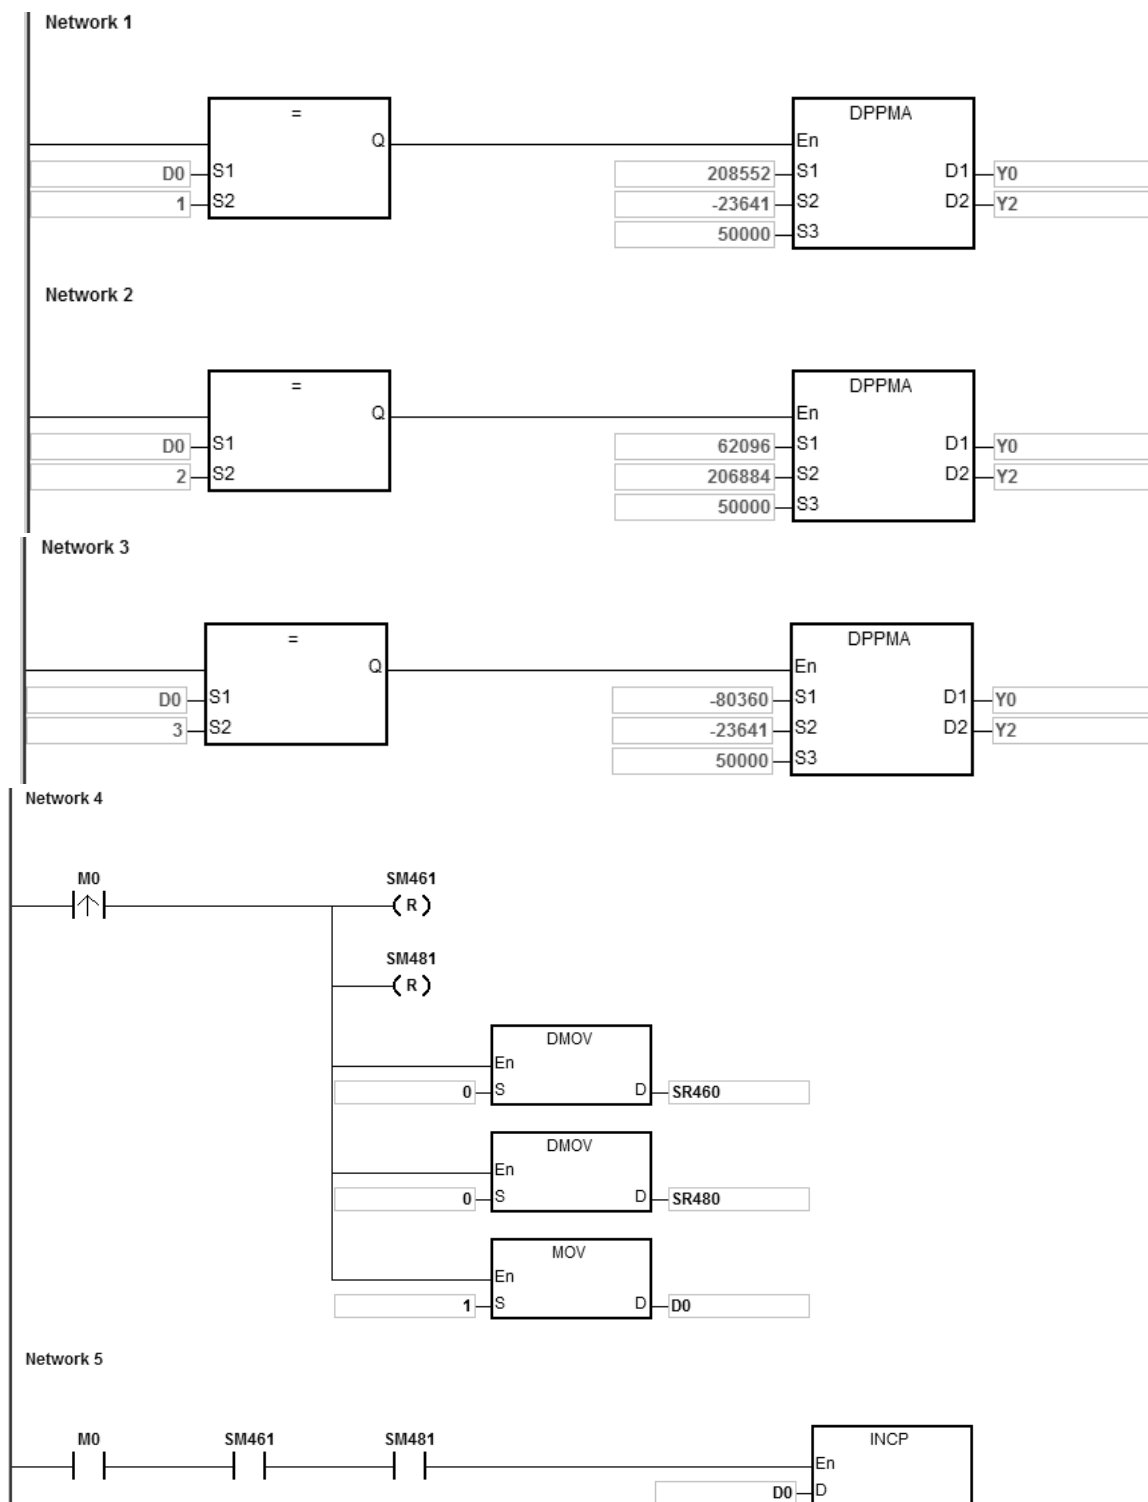 Network 1
=
Q
D0 S1
1 S2
DPPMA
En
208552 S1 D1 Y0
-23641 S2 D2 Y2
50000 S3
Network 2
=
Q
D0 S1
2 S2
DPPMA
En
62096 S1 D1 Y0
206884 S2 D2 Y2
50000 S3
Network 3
=
Q
D0 S1
3 S2
DPPMA
En
-80360 S1 D1 Y0
-23641 S2 D2 Y2
50000 S3
Network 4
M0 SM461
R
SM481
R
DMOV
En
0 S D SR460
DMOV
En
0 S D SR480
MOV
En
1 S D D0
Network 5
M0 SM461 SM481 INCP
En
D0 D